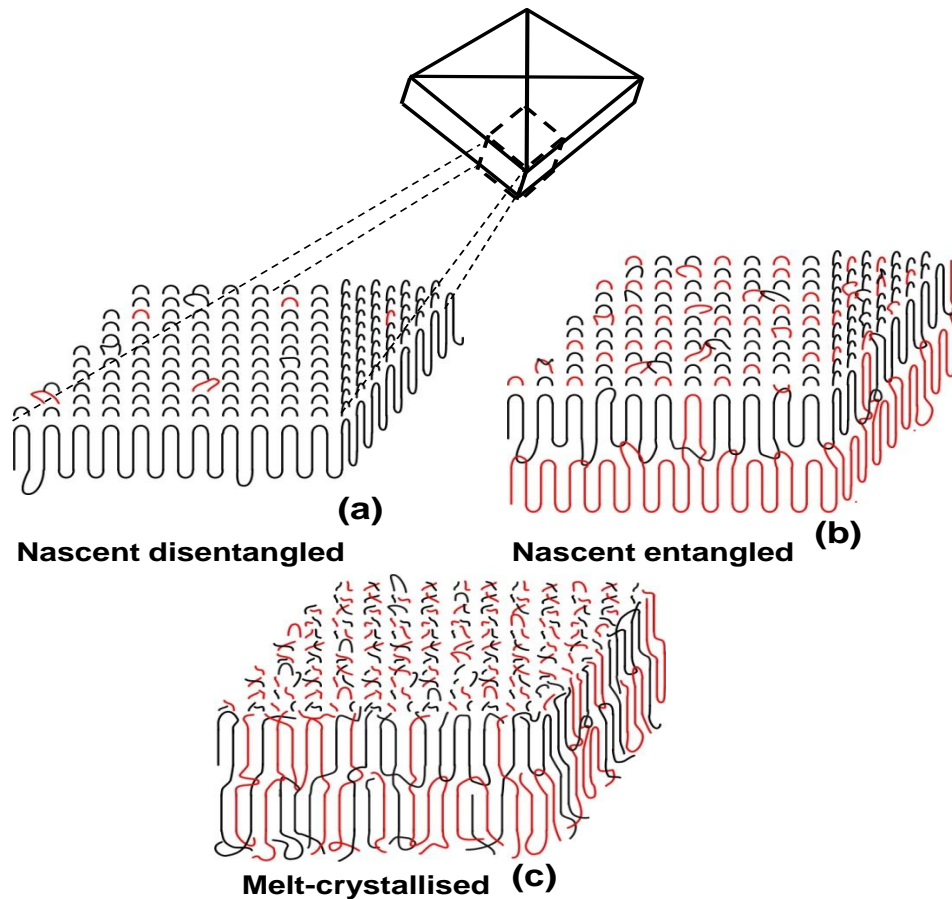 (a)
Nascent disentangled
(b)
Nascent entangled
(c)
Melt-crystallised